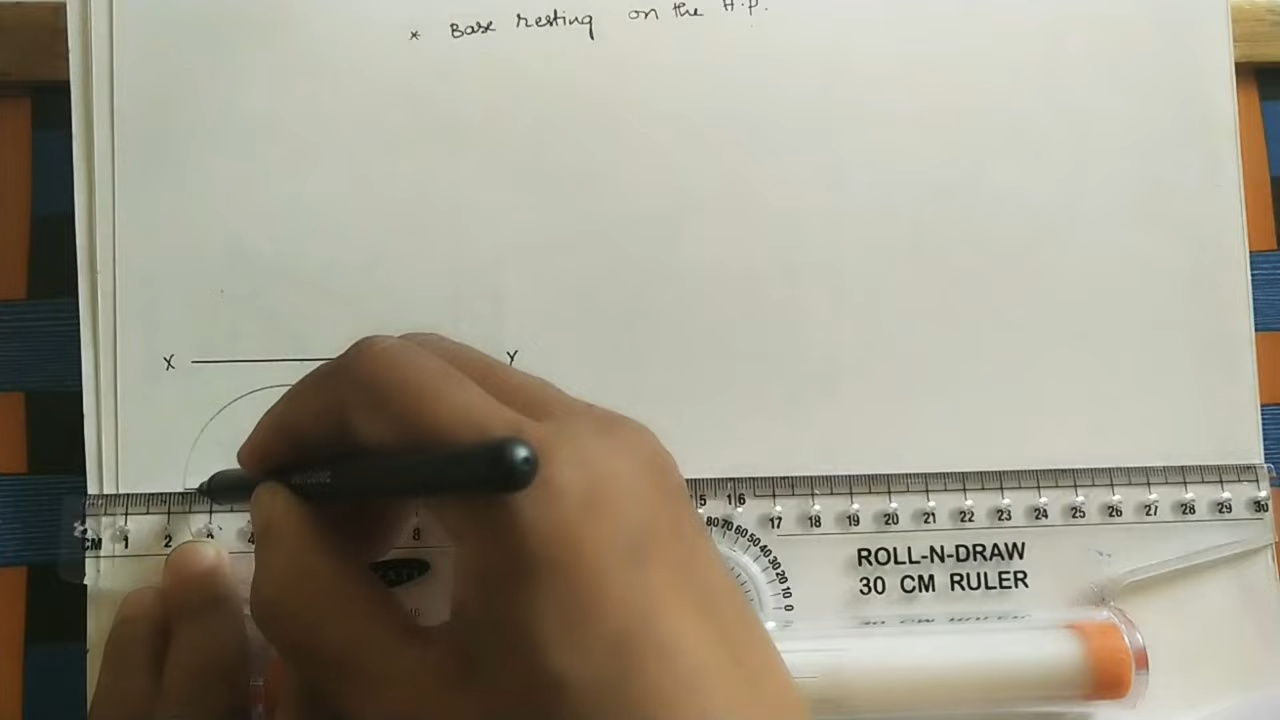 * Base resting on the H.P.
X Y
CM 1 2 3 4 8 15 16 17 18 19 20 21 22 23 24 25 26 27 28 29 30
80 70 60 50 40 30 20 10 0
ROLL-N-DRAW
30 CM RULER
16